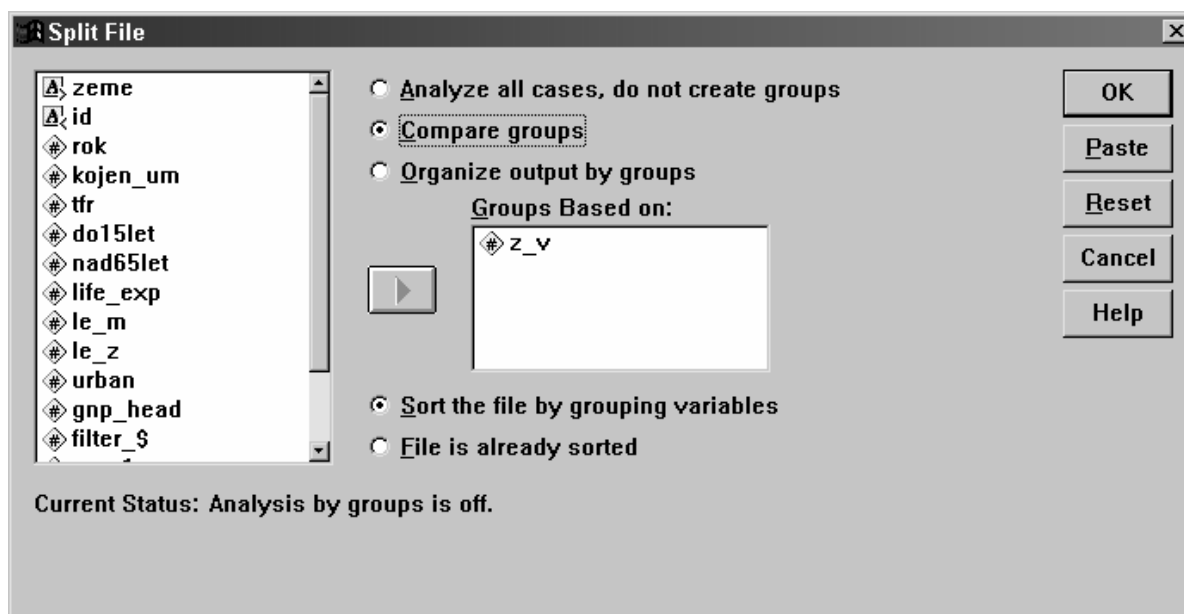 Split File
zeme
id
rok
kojen_um
tfr
do15let
nad65let
life_exp
le_m
le_z
urban
gnp_head
filter_$
Analyze all cases, do not create groups
Compare groups
Organize output by groups
Groups Based on:
z_v
Sort the file by grouping variables
File is already sorted
OK
Paste
Reset
Cancel
Help
Current Status: Analysis by groups is off.